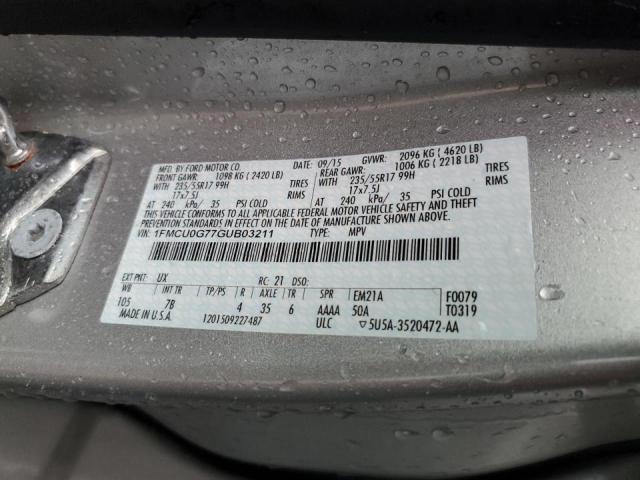 MFD. BY FORD MOTOR CO. DATE: 09/15 GVWR: 2096 KG ( 4620 LB)
FRONT GAWR: 1098 KG ( 2420 LB) REAR GAWR: 1006 KG ( 2218 LB)
WITH 235/55R17 99H TIRES WITH 235/55R17 99H TIRES
17x7.5J RIMS 17x7.5J RIMS
AT 240 kPa/ 35 PSI COLD AT 240 kPa/ 35 PSI COLD
THIS VEHICLE CONFORMS TO ALL APPLICABLE FEDERAL MOTOR VEHICLE SAFETY AND THEFT
PREVENTION STANDARDS IN EFFECT ON THE DATE OF MANUFACTURE SHOWN ABOVE.
VIN: 1FMCU0G77GUB03211 TYPE: MPV
EXT PNT: UX RC: 21 DSO:
WB INT TR TP/PS R AXLE TR SPR EM21A F0079
105 7B 4 35 6 AAAA 50A T0319
MADE IN U.S.A. 1201509227487 ULC 5U5A-3520472-AA